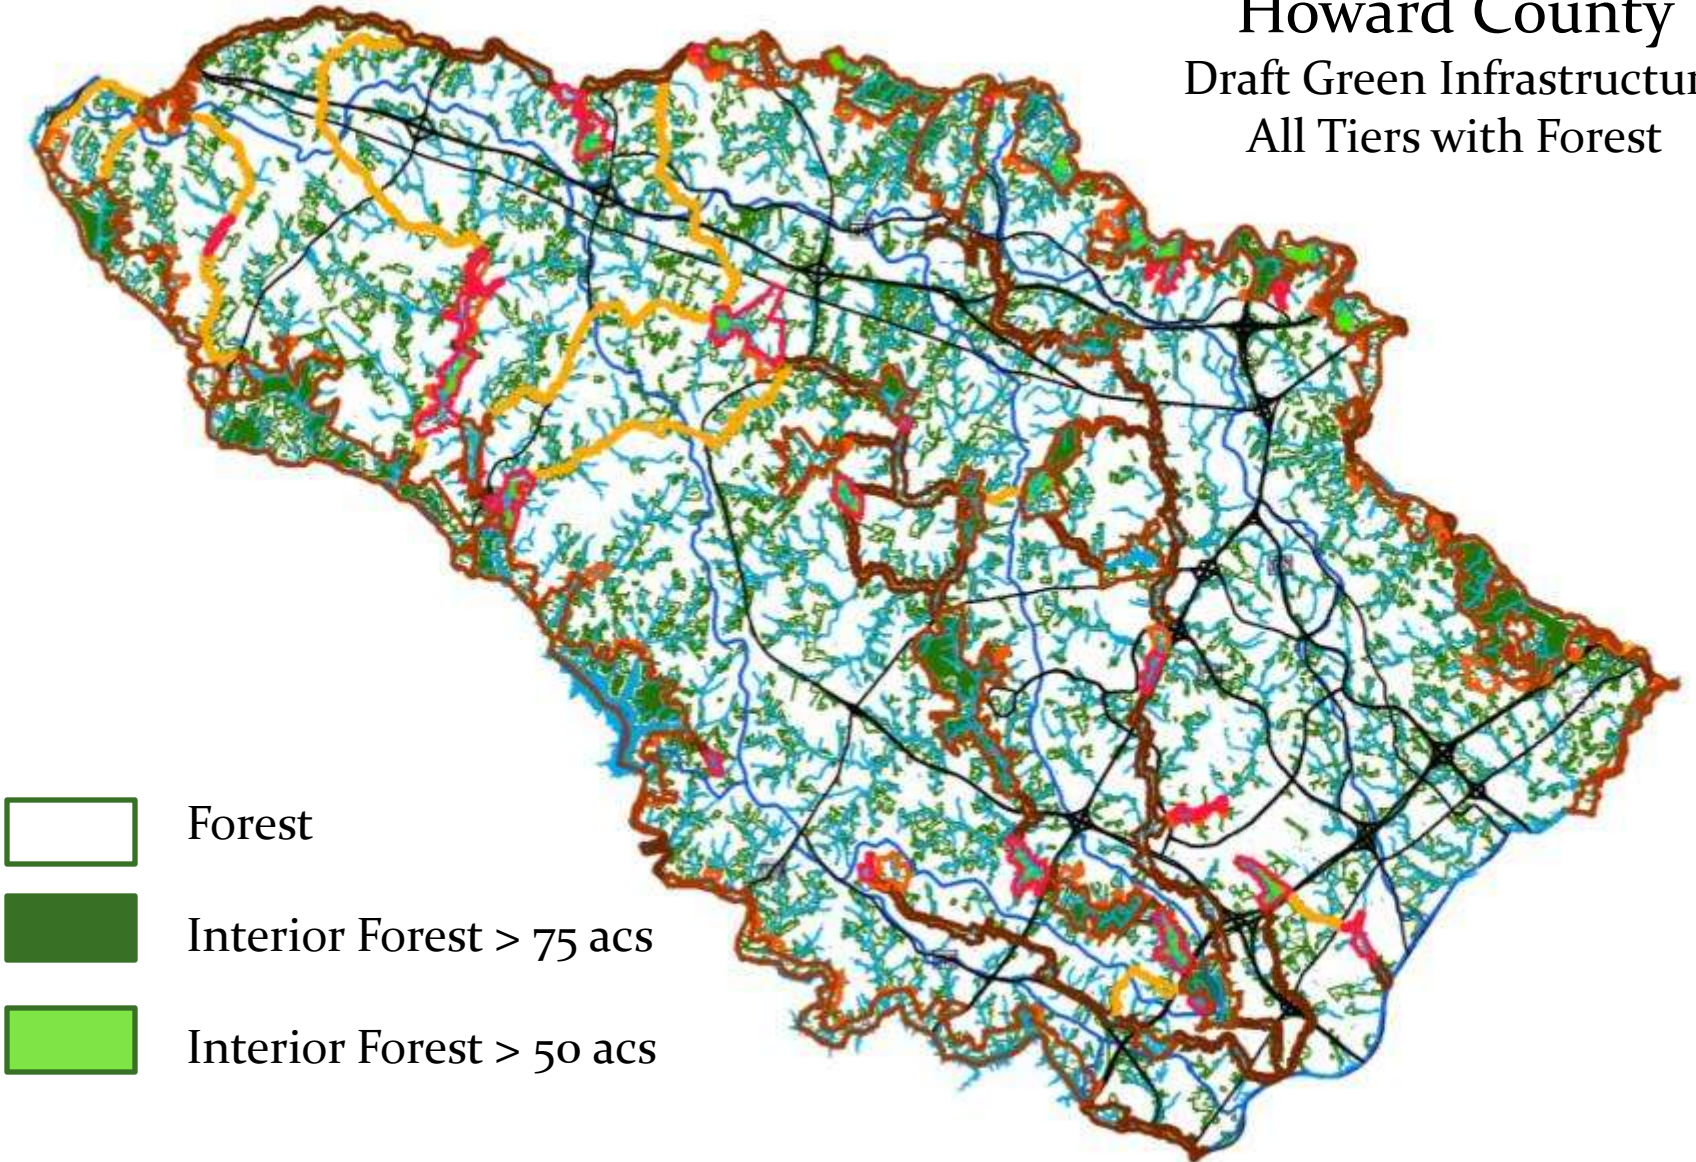 Howard County
Draft Green Infrastructur
All Tiers with Forest
Forest
Interior Forest > 75 acs
Interior Forest > 50 acs